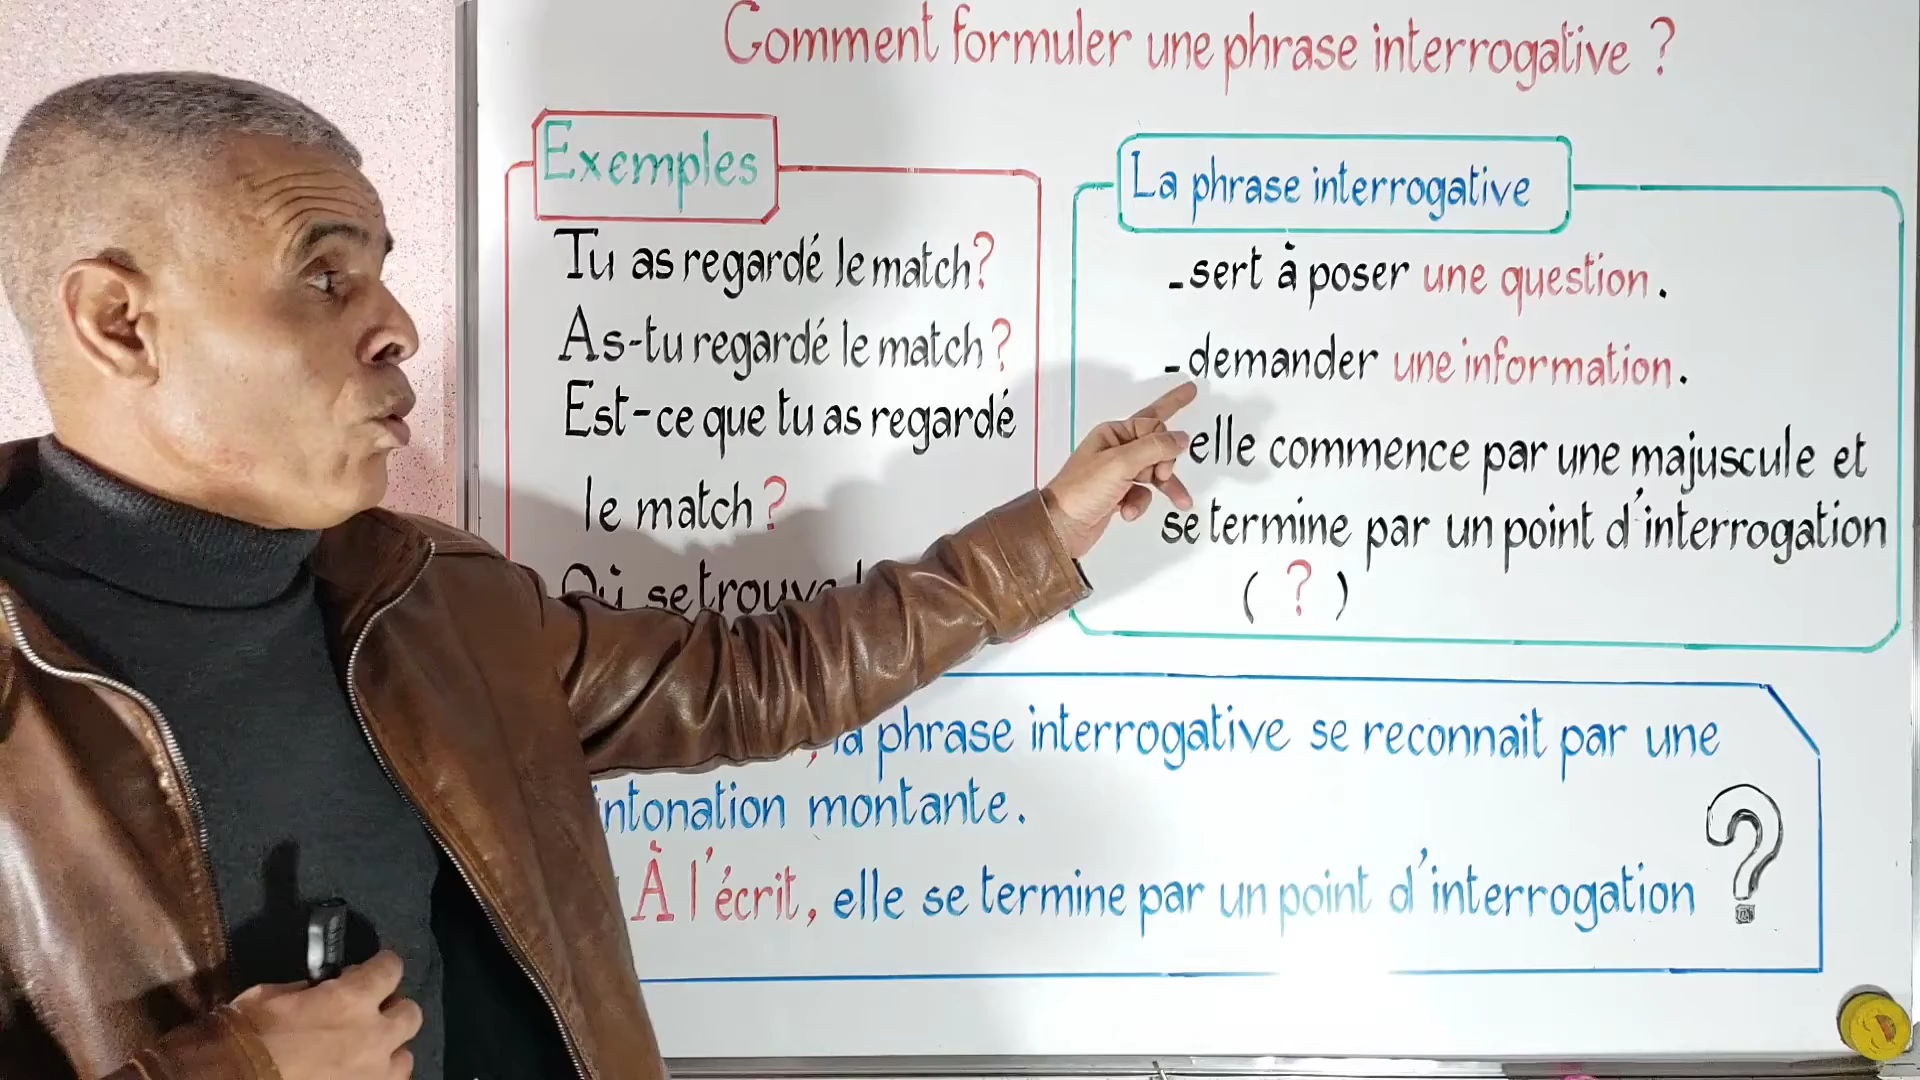 Comment formuler une phrase interrogative ?
Exemples
Tu as regardé le match?
As-tu regardé le match?
Est-ce que tu as regardé
le match?
Où se trouve
La phrase interrogative
-sert à poser une question.
-demander une information.
elle commence par une majuscule et
se termine par un point d'interrogation
( ? )
, la phrase interrogative se reconnait par une
intonation montante.
À l'écrit, elle se termine par un point d'interrogation
?